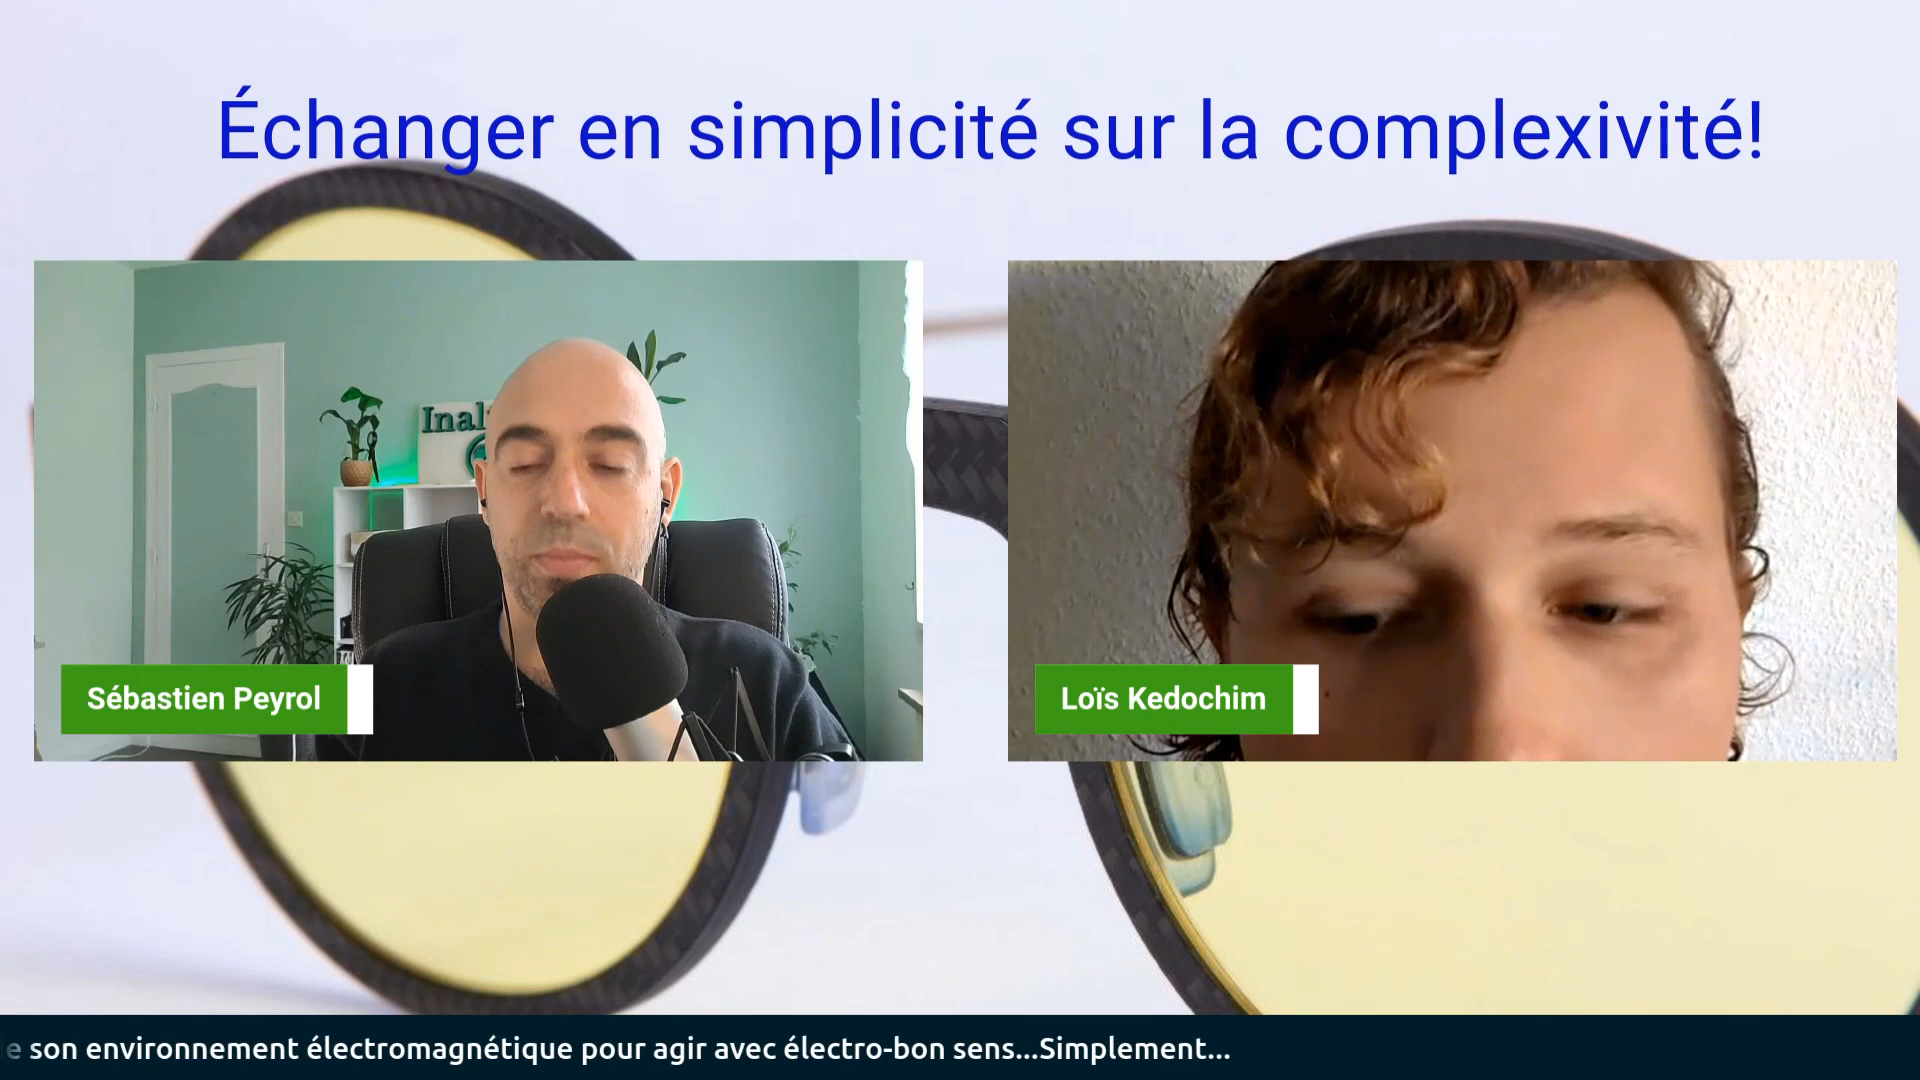 Échanger en simplicité sur la complexivité!
Inal
Sébastien Peyrol
Loïs Kedochim
son environnement électromagnétique pour agir avec électro-bon sens...Simplement...